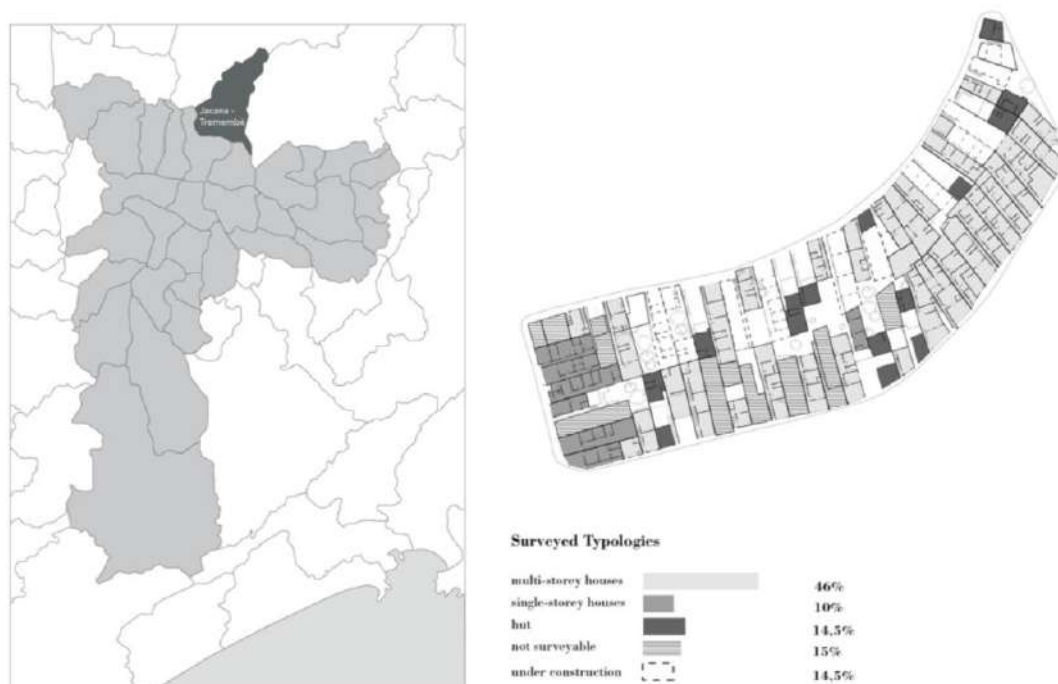 Jacana -
Tremembé
Surveyed Typologies
multi-storey houses 46%
single-storey houses 10%
hut 14,5%
not surveyable 15%
under construction 14,5%